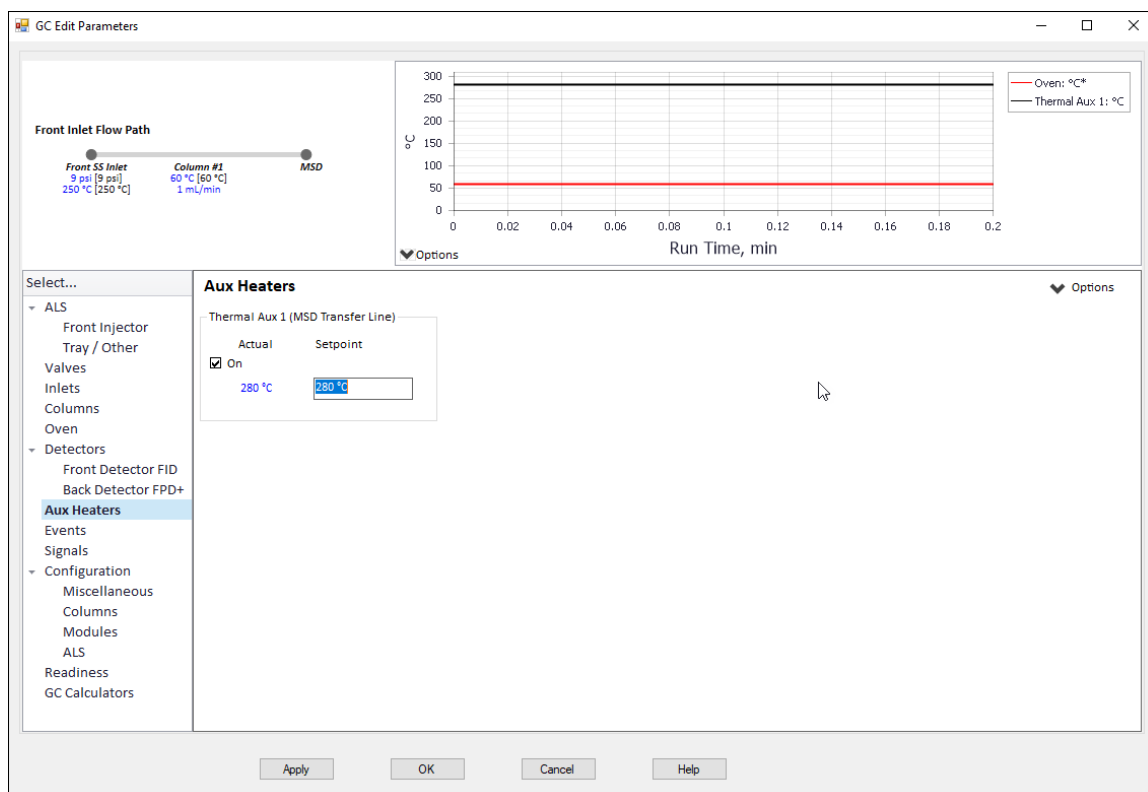 GC Edit Parameters
Front Inlet Flow Path
Front SS Inlet Column #1 MSD
9 psi [9 psi] 60 °C [60 °C]
250 °C [250 °C] 1 mL/min
300
250
200
150
100
50
0
°C
0 0.02 0.04 0.06 0.08 0.1 0.12 0.14 0.16 0.18 0.2
Run Time, min
Options
Oven: °C*
Thermal Aux 1: °C
Select...
ALS
Front Injector
Tray / Other
Valves
Inlets
Columns
Oven
Detectors
Front Detector FID
Back Detector FPD+
Aux Heaters
Events
Signals
Configuration
Miscellaneous
Columns
Modules
ALS
Readiness
GC Calculators
Aux Heaters
Options
Thermal Aux 1 (MSD Transfer Line)
Actual Setpoint
On
280 °C 280 °C
Apply OK Cancel Help